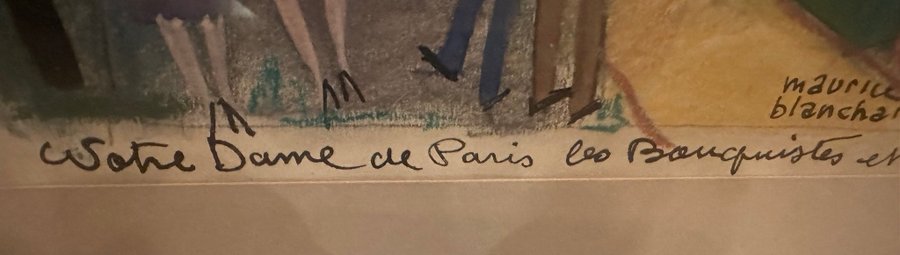 maurice
blanchar
Notre Dame de Paris les Bouquistes et